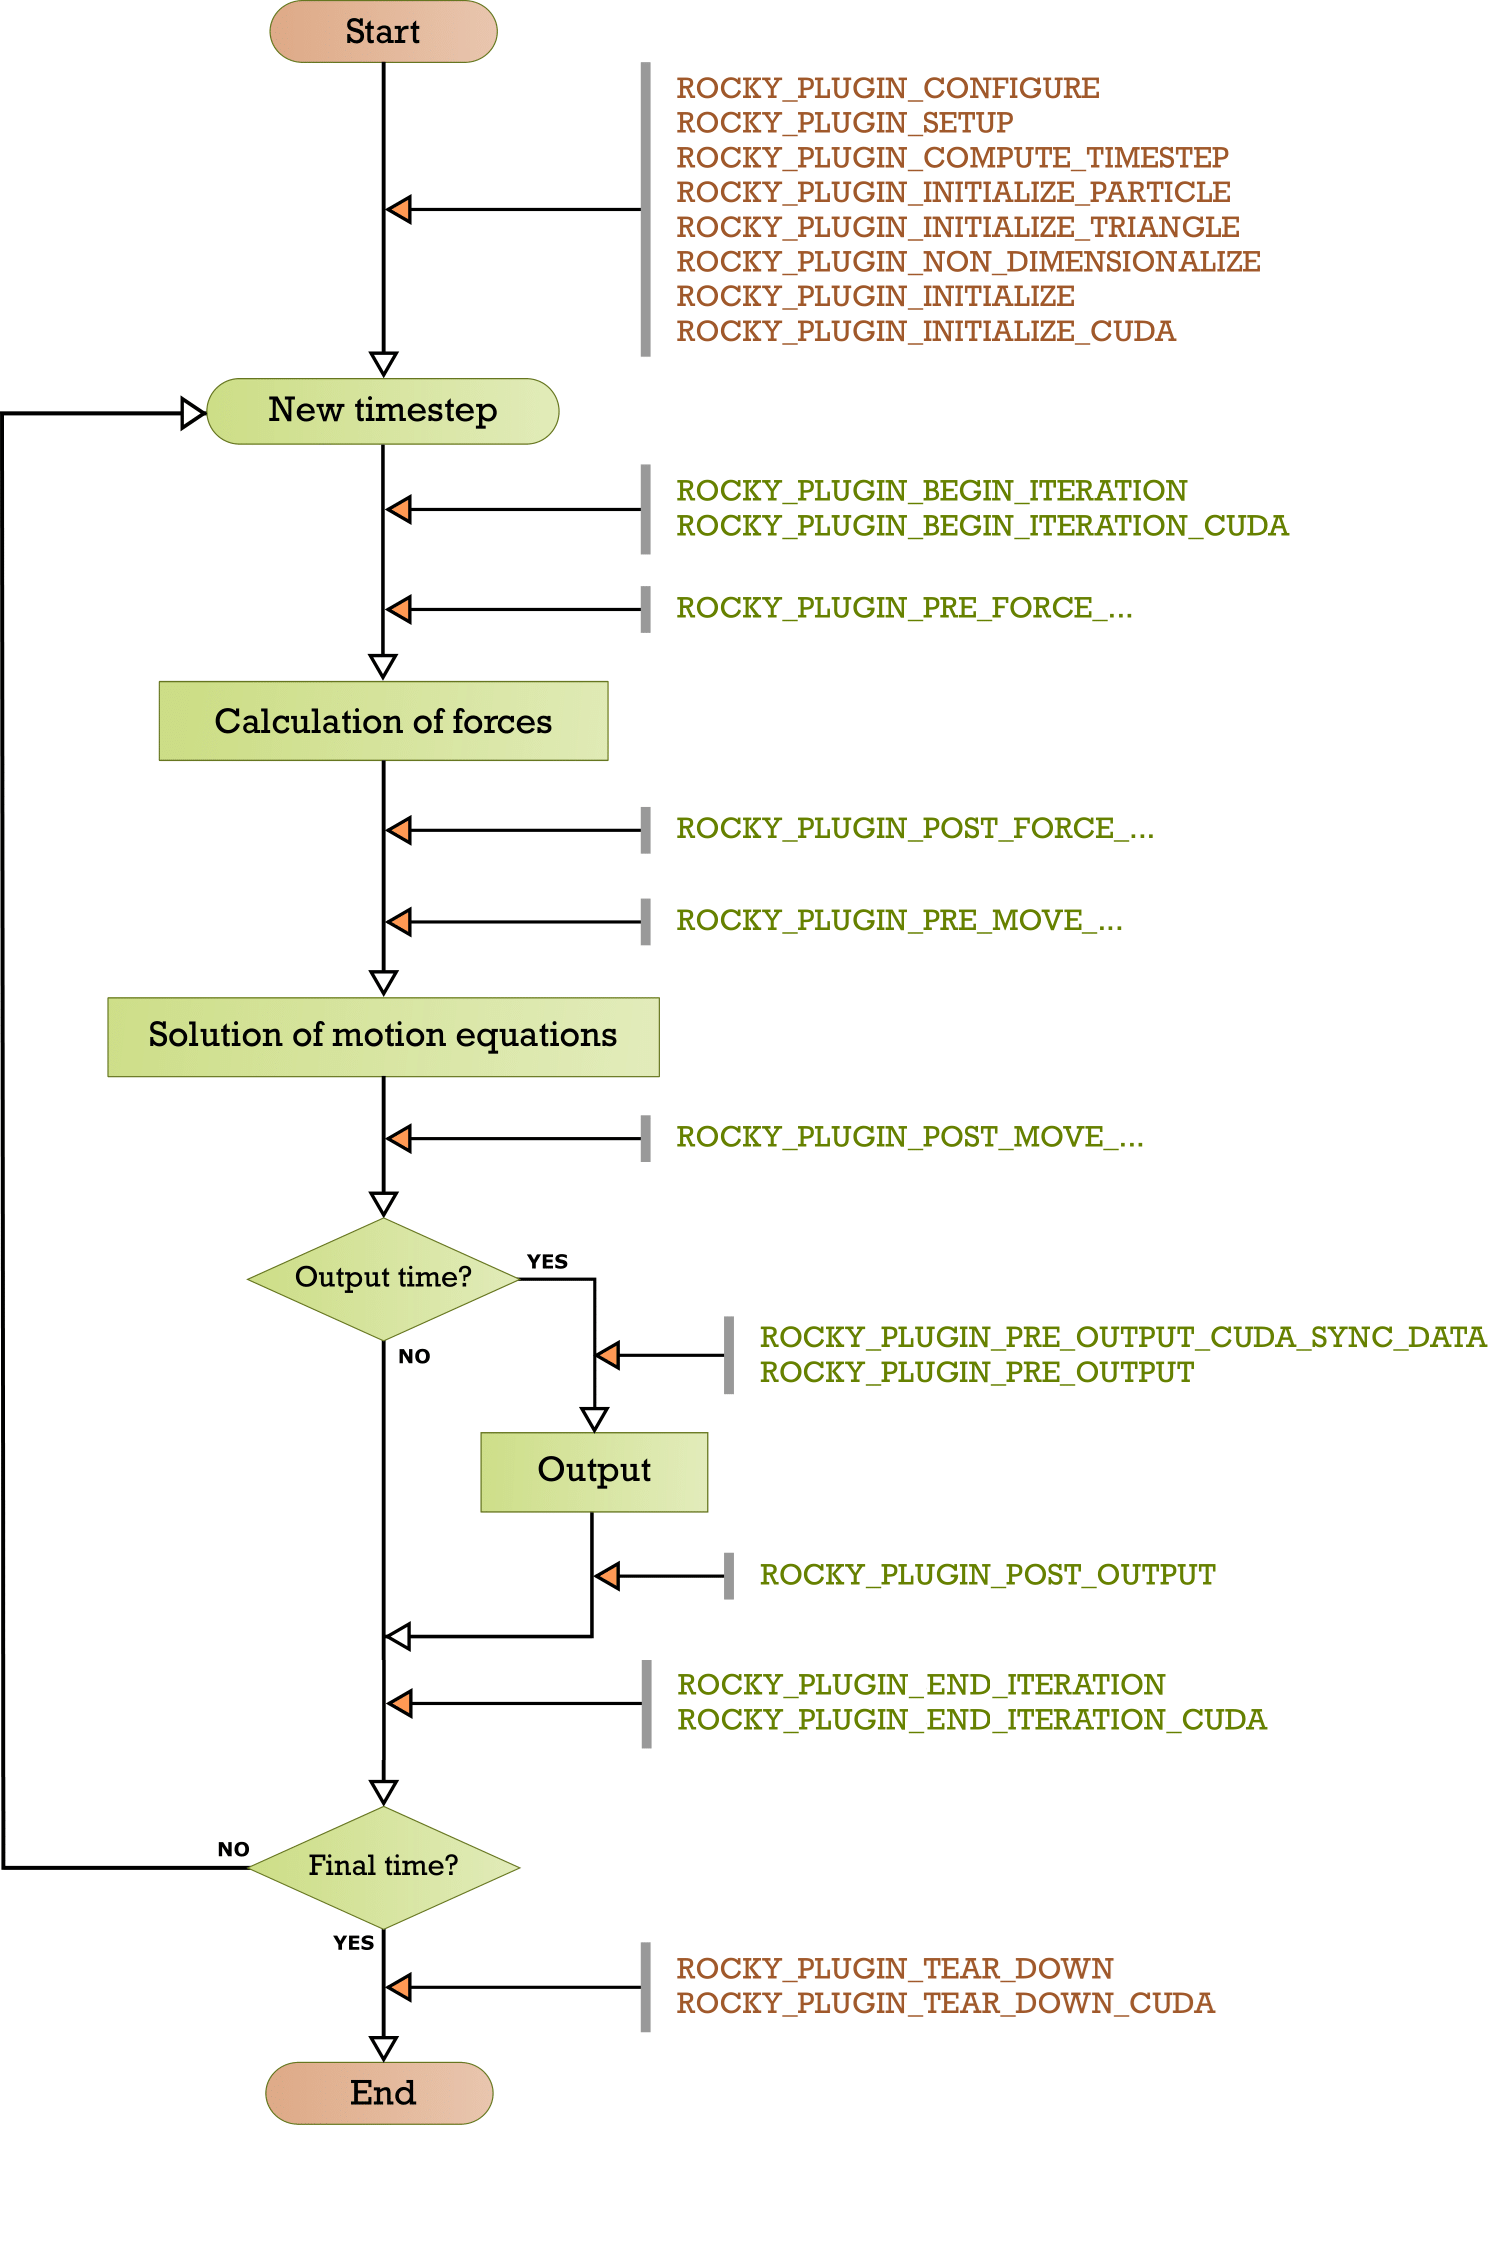 Start
ROCKY_PLUGIN_CONFIGURE
ROCKY_PLUGIN_SETUP
ROCKY_PLUGIN_COMPUTE_TIMESTEP
ROCKY_PLUGIN_INITIALIZE_PARTICLE
ROCKY_PLUGIN_INITIALIZE_TRIANGLE
ROCKY_PLUGIN_NON_DIMENSIONALIZE
ROCKY_PLUGIN_INITIALIZE
ROCKY_PLUGIN_INITIALIZE_CUDA
New timestep
ROCKY_PLUGIN_BEGIN_ITERATION
ROCKY_PLUGIN_BEGIN_ITERATION_CUDA
ROCKY_PLUGIN_PRE_FORCE_...
Calculation of forces
ROCKY_PLUGIN_POST_FORCE_...
ROCKY_PLUGIN_PRE_MOVE_...
Solution of motion equations
ROCKY_PLUGIN_POST_MOVE_...
Output time?
YES
NO
ROCKY_PLUGIN_PRE_OUTPUT_CUDA_SYNC_DATA
ROCKY_PLUGIN_PRE_OUTPUT
Output
ROCKY_PLUGIN_POST_OUTPUT
ROCKY_PLUGIN_END_ITERATION
ROCKY_PLUGIN_END_ITERATION_CUDA
NO
Final time?
YES
ROCKY_PLUGIN_TEAR_DOWN
ROCKY_PLUGIN_TEAR_DOWN_CUDA
End